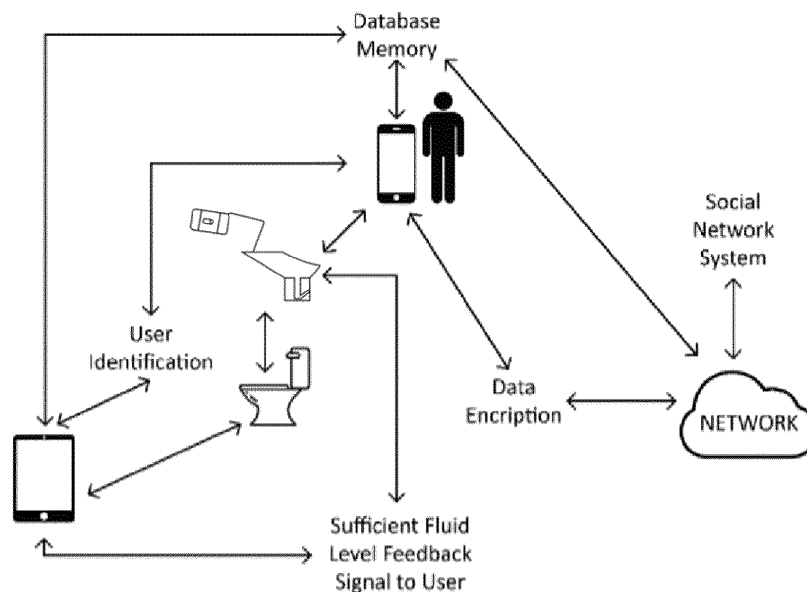 Database
Memory
Social
Network
System
User
Identification
Data
Encription
NETWORK
Sufficient Fluid
Level Feedback
Signal to User